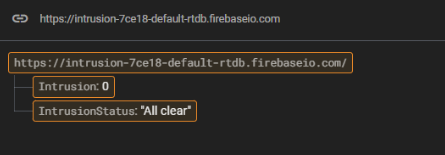 https://intrusion-7ce18-default-rtdb.firebaseio.com
https://intrusion-7ce18-default-rtdb.firebaseio.com/
Intrusion: 0
IntrusionStatus: "All clear"